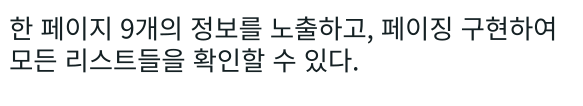 한 페이지 9개의 정보를 노출하고, 페이징 구현하여
모든 리스트들을 확인할 수 있다.